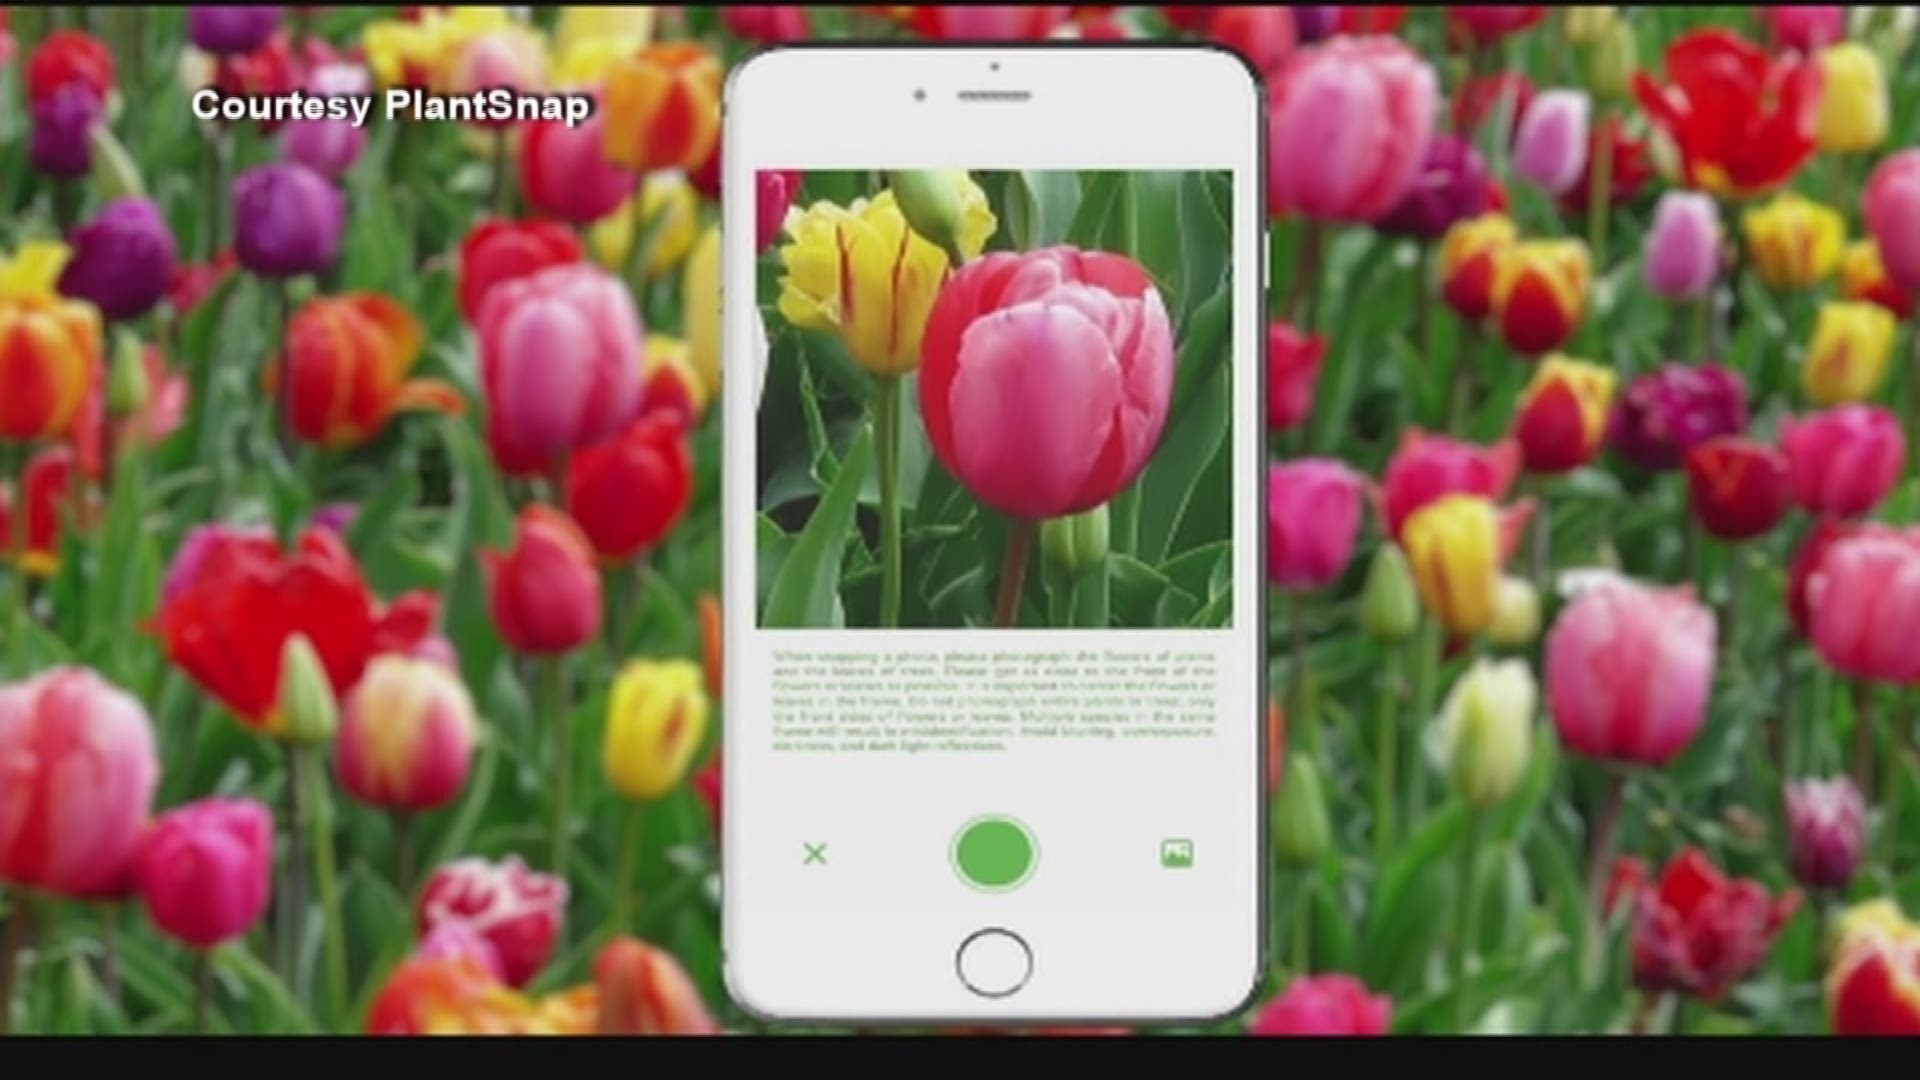 Courtesy PlantSnap
When snapping a photo, please photograph the flowers of plants
and the leaves of trees. Please get as close to the front of the
flowers or leaves as possible. It is important to center the flowers or
leaves in the frame. Do not photograph entire plants or trees, only
the front sides of flowers or leaves. Multiple species in the same
frame will result in misidentification. Avoid blurring, overexposure,
darkness, and dark light reflections.